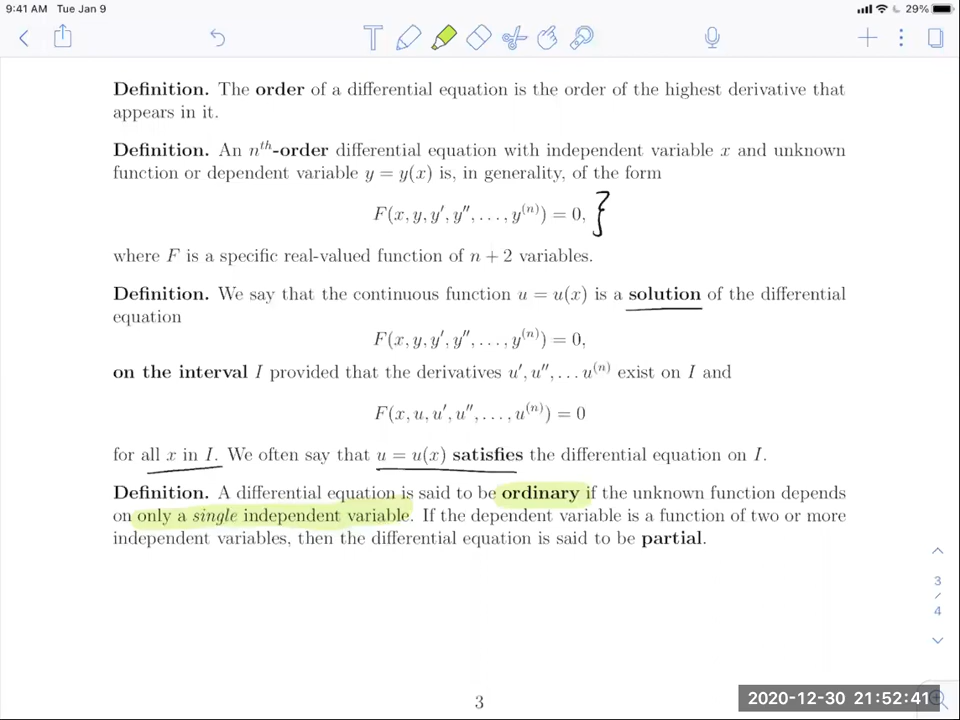 9:41 AM Tue Jan 9
29%
Definition. The order of a differential equation is the order of the highest derivative that
appears in it.
Definition. An nᵗʰ-order differential equation with independent variable x and unknown
function or dependent variable y = y(x) is, in generality, of the form
F(x, y, y′, y″, . . . , y⁽ⁿ⁾) = 0, }
where F is a specific real-valued function of n + 2 variables.
Definition. We say that the continuous function u = u(x) is a solution of the differential
equation
F(x, y, y′, y″, . . . , y⁽ⁿ⁾) = 0,
on the interval I provided that the derivatives u′, u″, . . . u⁽ⁿ⁾ exist on I and
F(x, u, u′, u″, . . . , u⁽ⁿ⁾) = 0
for all x in I. We often say that u = u(x) satisfies the differential equation on I.
Definition. A differential equation is said to be ordinary if the unknown function depends
on only a single independent variable. If the dependent variable is a function of two or more
independent variables, then the differential equation is said to be partial.
3
/
4
3
2020-12-30 21:52:41